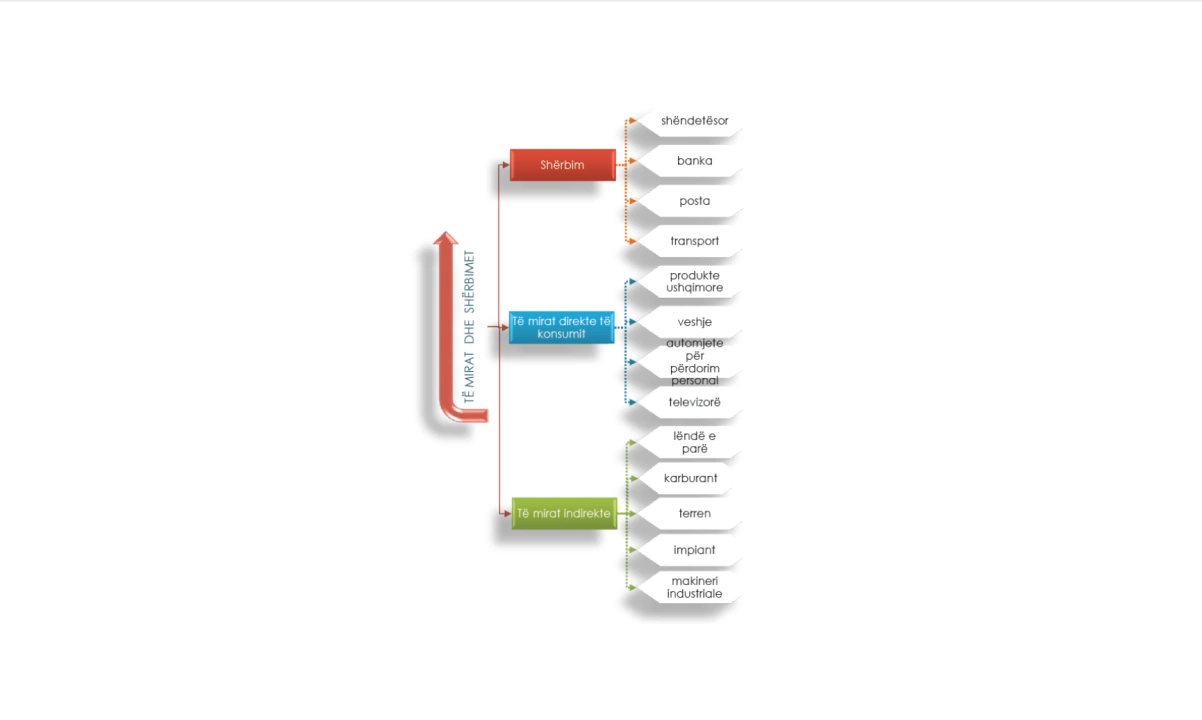 TË MIRAT DHE SHËRBIMET
Shërbim
shëndetësor
banka
posta
transport
Të mirat direkte të
konsumit
produkte
ushqimore
veshje
automjete
për
përdorim
personal
televizorë
Të mirat indirekte
lëndë e
parë
karburant
terren
impiant
makineri
industriale